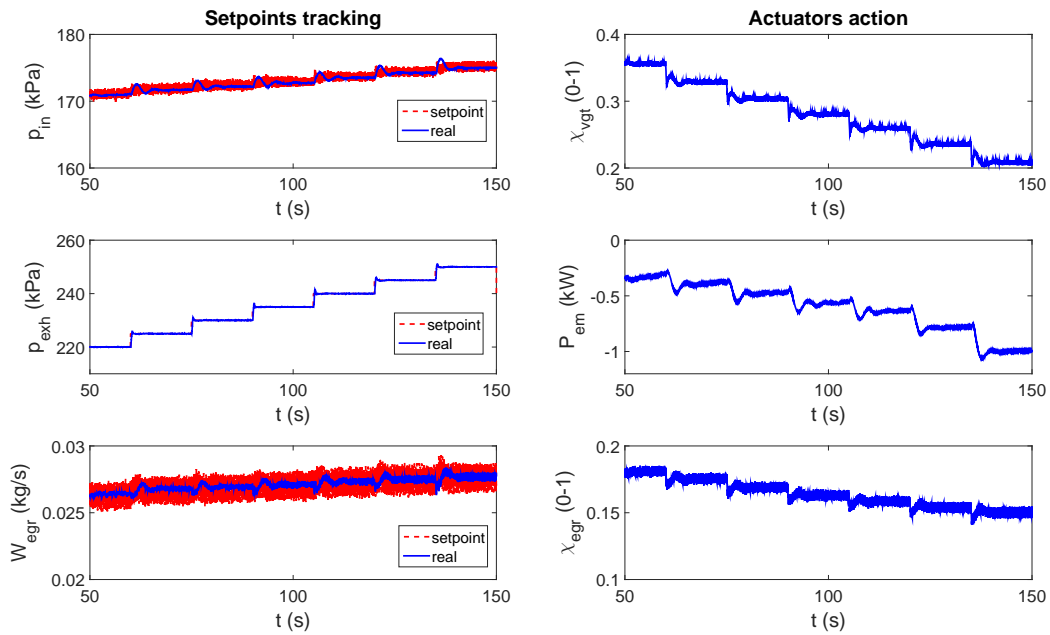 Setpoints tracking
180
170
160
p_in (kPa)
setpoint
real
50
100
150
t (s)
Actuators action
0.4
0.3
0.2
χ_vgt (0-1)
50
100
150
t (s)
260
240
220
p_exh (kPa)
setpoint
real
50
100
150
t (s)
0
-0.5
-1
P_em (kW)
50
100
150
t (s)
0.03
0.025
0.02
W_egr (kg/s)
setpoint
real
50
100
150
t (s)
0.2
0.15
0.1
χ_egr (0-1)
50
100
150
t (s)